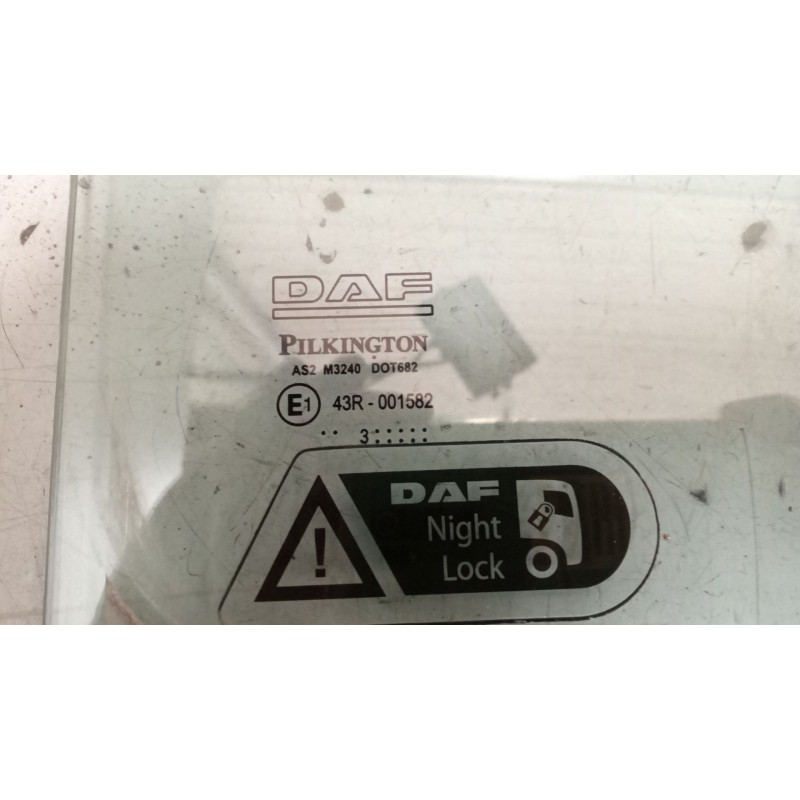 DAF
PILKINGTON
AS2 M3240 DOT682
E1 43R - 001582
.. 3:::::
DAF
Night
Lock
!